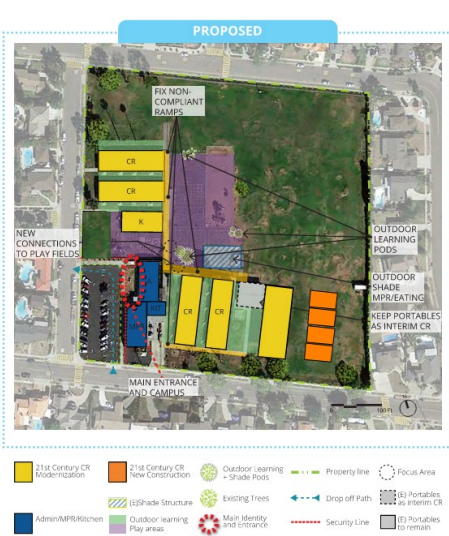 PROPOSED
FIX NON-
COMPLIANT
RAMPS
CR
CR
K
NEW
CONNECTIONS
TO PLAY FIELDS
OUTDOOR
LEARNING
PODS
OUTDOOR
SHADE
MPR/EATING
KEEP PORTABLES
AS INTERIM CR
CR
CR
MAIN ENTRANCE
AND CAMPUS
0
100 Ft
21st Century CR
Modernization
21st Century CR
New Construction
Outdoor Learning
+ Shade Pods
Property line
Focus Area
(E)Shade Structure
Existing Trees
Drop off Path
(E) Portables
as interim CR
Admin/MPR/Kitchen
Outdoor learning
Play areas
Main Identity
and Entrance
Security Line
(E) Portables
to remain